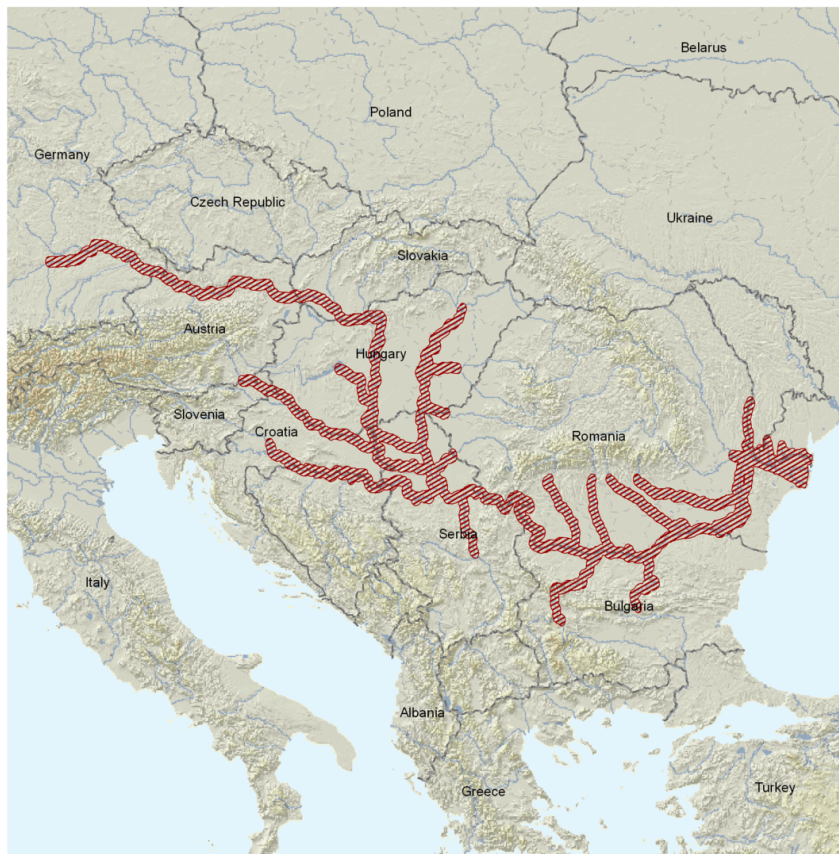 Belarus
Poland
Germany
Czech Republic
Ukraine
Slovakia
Austria
Hungary
Slovenia
Croatia
Romania
Serbia
Italy
Bulgaria
Albania
Greece
Turkey